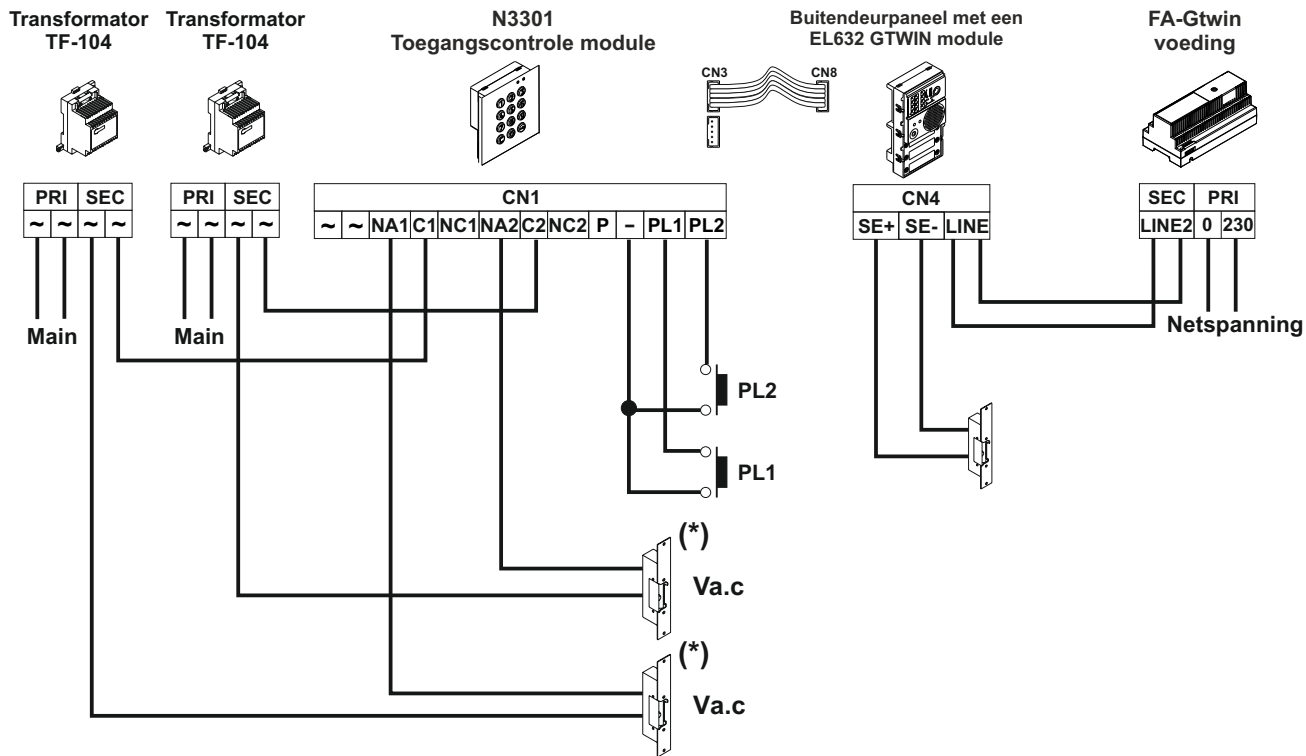 Transformator
TF-104
Transformator
TF-104
N3301
Toegangscontrole module
Buitendeurpaneel met een
EL632 GTWIN module
FA-Gtwin
voeding
CN3
CN8
PRI SEC
~ ~ ~ ~
PRI SEC
~ ~ ~ ~
CN1
~ ~ NA1 C1 NC1 NA2 C2 NC2 P – PL1 PL2
CN4
SE+ SE- LINE
SEC PRI
LINE2 0 230
Main
Main
Netspanning
PL2
PL1
(*)
Va.c
(*)
Va.c